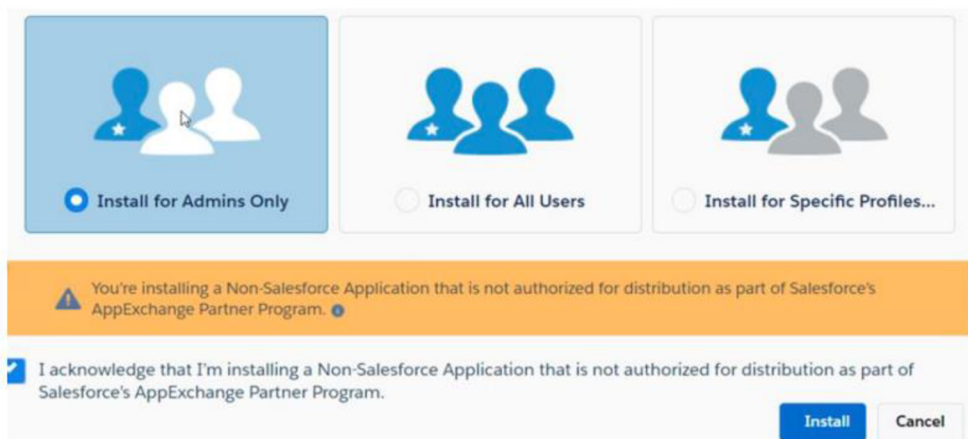 Install for Admins Only
Install for All Users
Install for Specific Profiles...
You're installing a Non-Salesforce Application that is not authorized for distribution as part of Salesforce's
AppExchange Partner Program.
I acknowledge that I'm installing a Non-Salesforce Application that is not authorized for distribution as part of
Salesforce's AppExchange Partner Program.
Install Cancel